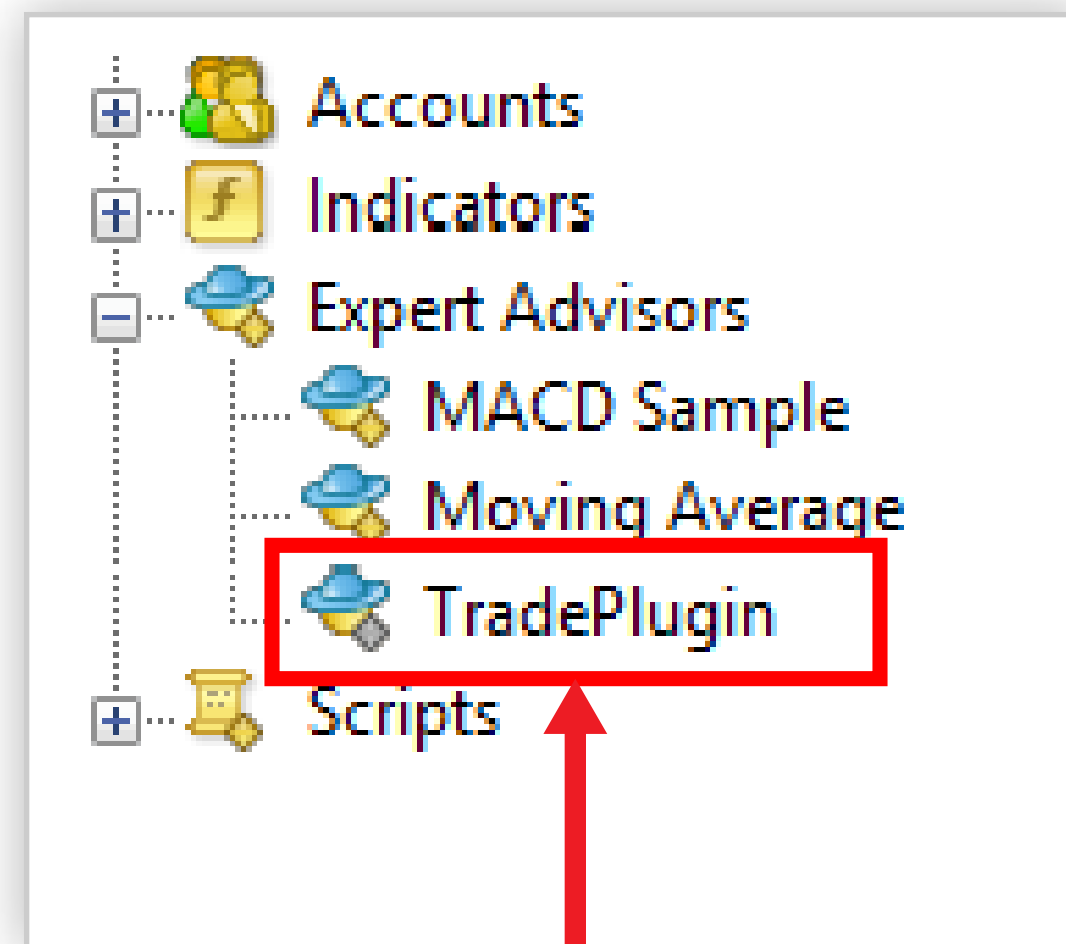 Accounts
Indicators
Expert Advisors
MACD Sample
Moving Average
TradePlugin
Scripts